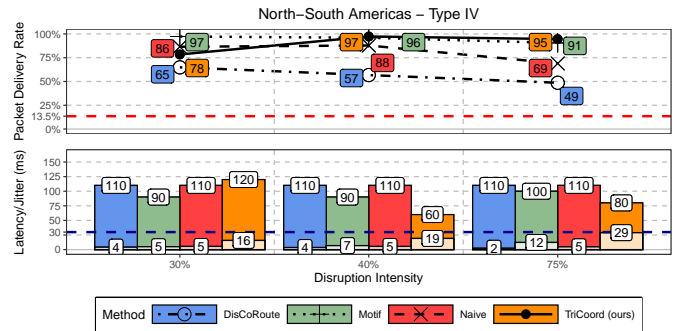 North−South Americas − Type IV
Packet Delivery Rate
100%
75%
50%
25%
13.5%
0%
86 97 97 96 95 91
65 78 57 88 69 49
Latency/Jitter (ms)
150
125
100
75
50
30
0
110 90 110 120 110 90 110 60 110 100 110 80
4 5 5 16 4 7 5 19 2 12 5 29
30% 40% 75%
Disruption Intensity
Method DisCoRoute Motif Naive TriCoord (ours)